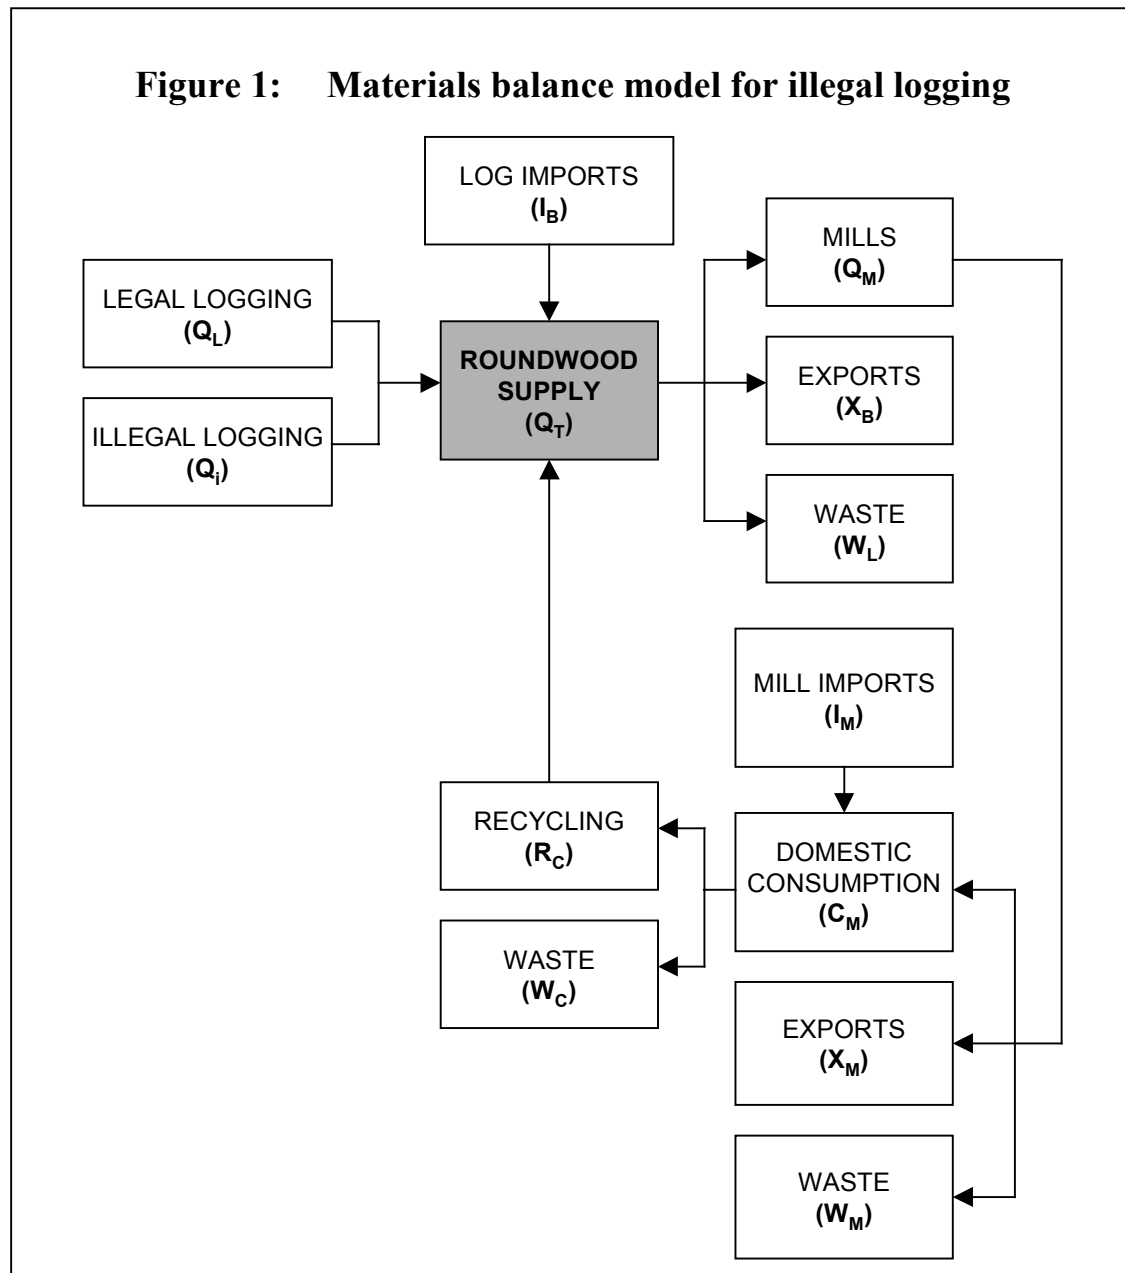 Figure 1: Materials balance model for illegal logging
LOG IMPORTS
(I_B)
MILLS
(Q_M)
LEGAL LOGGING
(Q_L)
ROUNDWOOD
SUPPLY
(Q_T)
EXPORTS
(X_B)
ILLEGAL LOGGING
(Q_i)
WASTE
(W_L)
MILL IMPORTS
(I_M)
RECYCLING
(R_C)
DOMESTIC
CONSUMPTION
(C_M)
WASTE
(W_C)
EXPORTS
(X_M)
WASTE
(W_M)